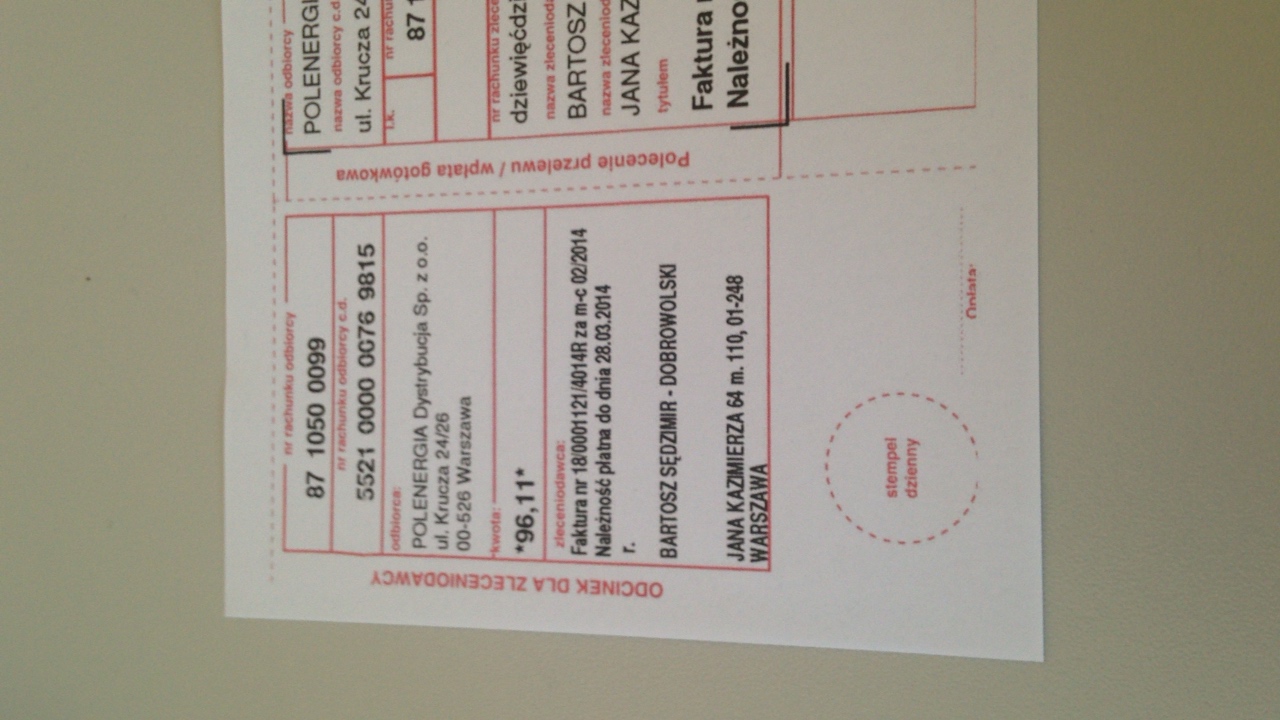 ODCINEK DLA ZLECENIODAWCY
nr rachunku odbiorcy
87 1050 0099
nr rachunku odbiorcy c.d.
5521 0000 0076 9815
odbiorca:
POLENERGIA Dystrybucja Sp. z o.o.
ul. Krucza 24/26
00-526 Warszawa
kwota:
*96,11*
zleceniodawca:
Faktura nr 18/0001121/4014R za m-c 02/2014
Należność płatna do dnia 28.03.2014
r.
BARTOSZ SĘDZIMIR - DOBROWOLSKI
JANA KAZIMIERZA 64 m. 110, 01-248
WARSZAWA
stempel
dzienny
Opłata:
Polecenie przelewu / wpłata gotówkowa
nazwa odbiorcy
POLENERGI
nazwa odbiorcy c.d.
ul. Krucza 24
l.k.
nr rachu
87 1
nr rachunku zlece
dziewięćdzi
nazwa zleceniod
BARTOSZ
nazwa zleceniod
JANA KAZ
tytułem
Faktura
Należno